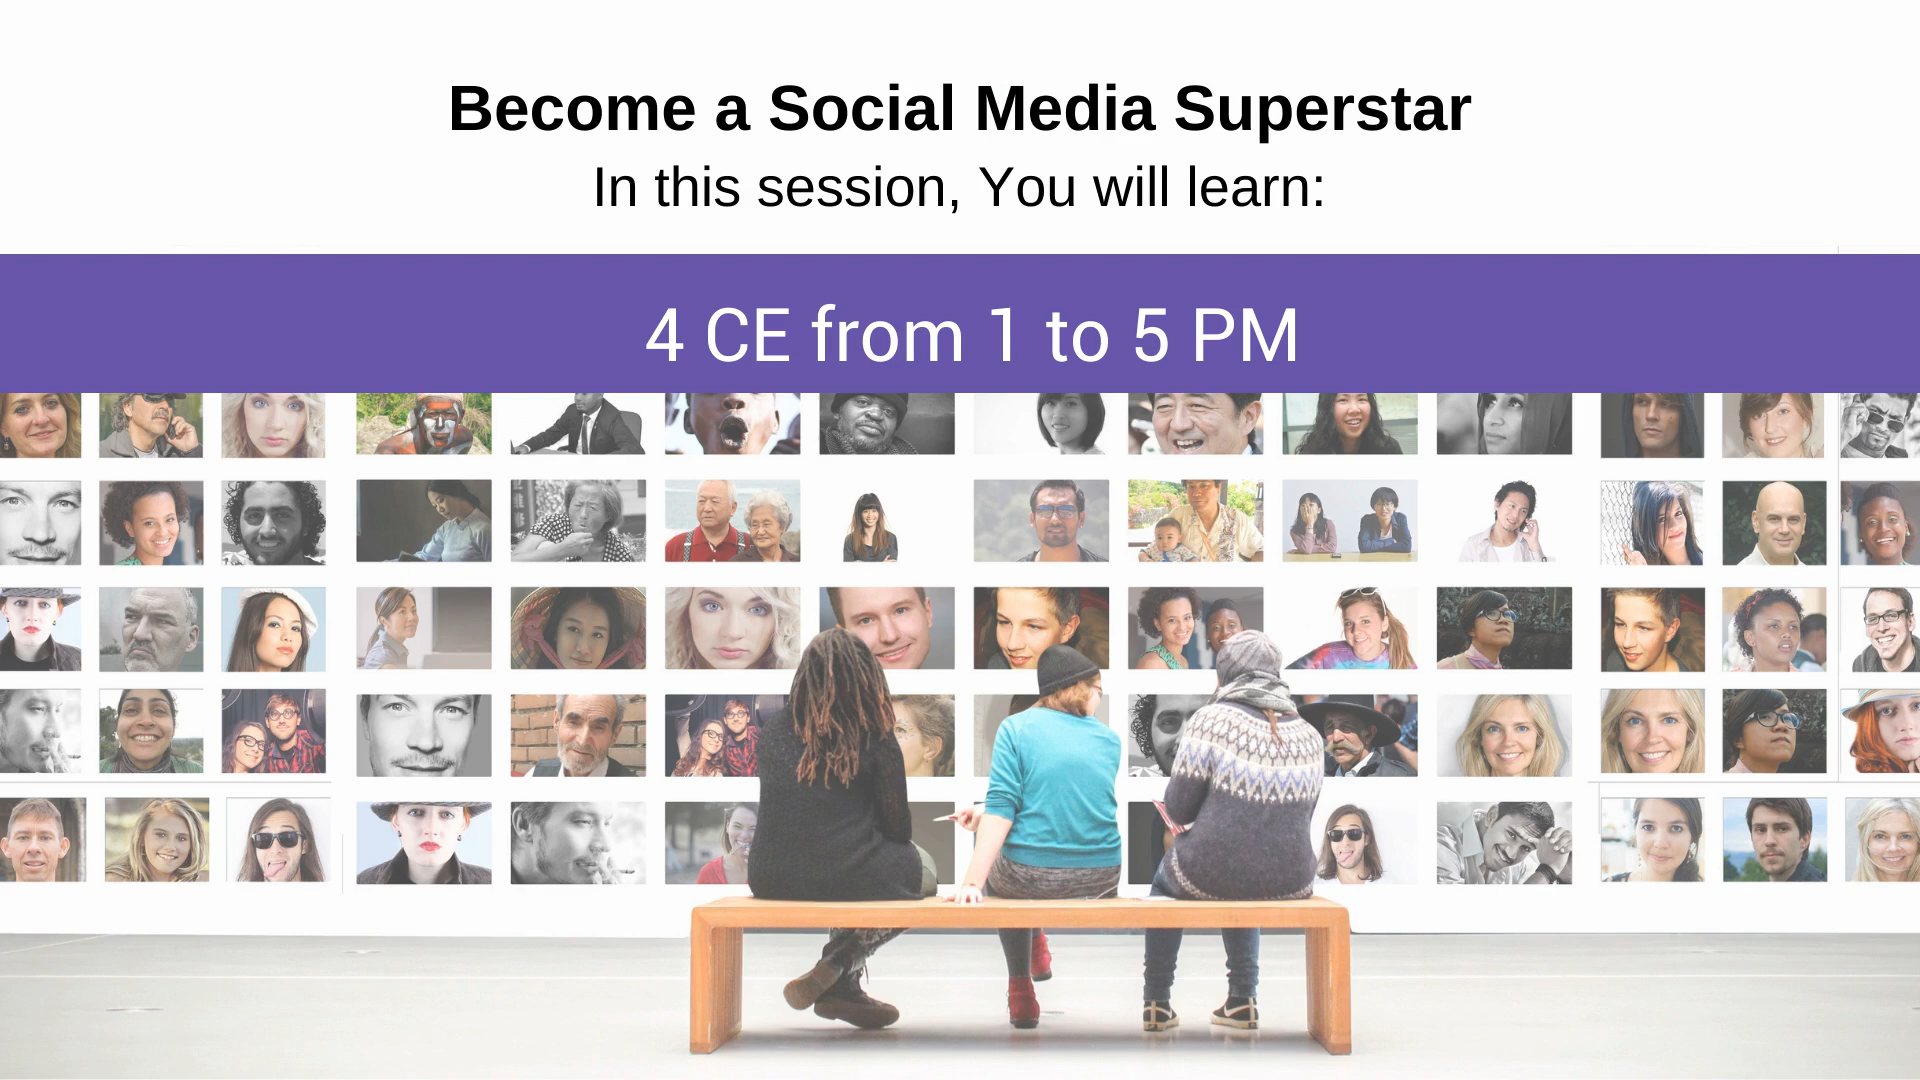 Become a Social Media Superstar
In this session, You will learn:
4 CE from 1 to 5 PM